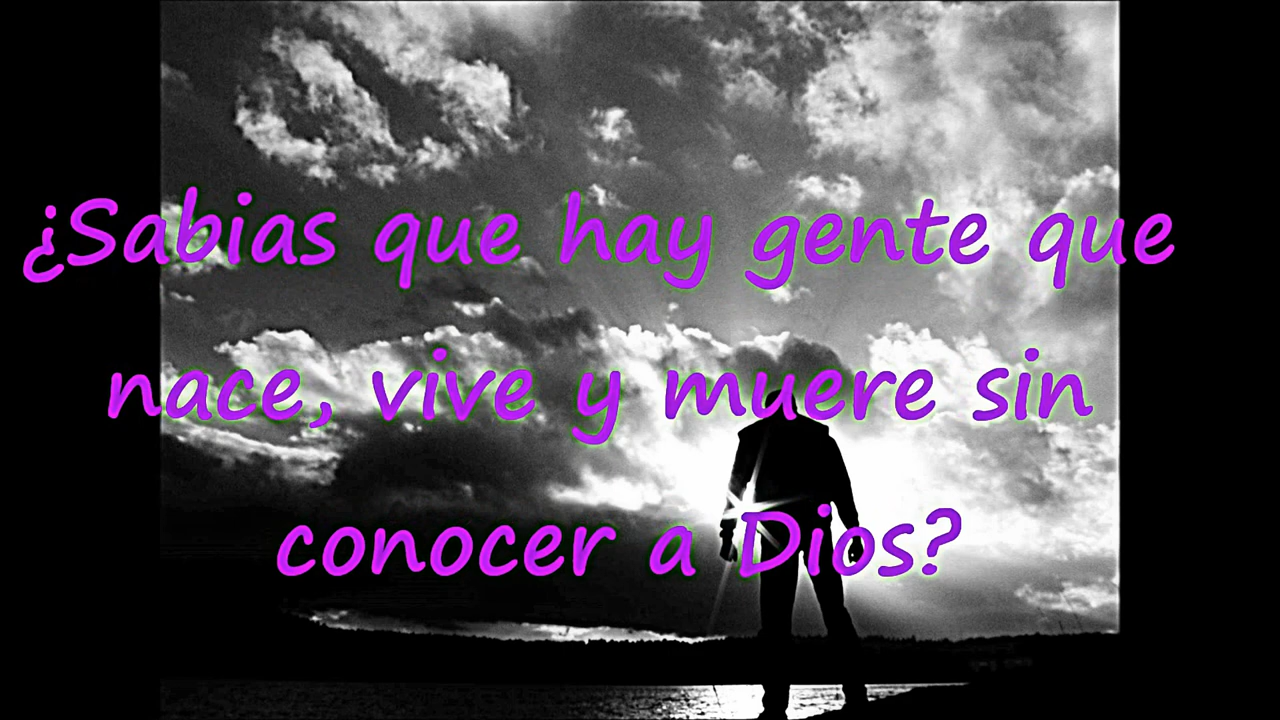 ¿Sabias que hay gente que
nace, vive y muere sin
conocer a Dios?